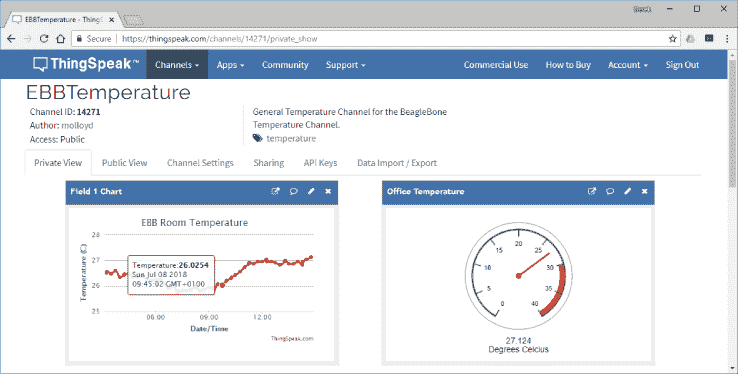 EBBTemperature - ThingS
Secure https://thingspeak.com/channels/14271/private_show
ThingSpeak™ Channels Apps Community Support Commercial Use How to Buy Account Sign Out
EBBTemperature
Channel ID: 14271
Author: molloyd
Access: Public
General Temperature Channel for the BeagleBone
Temperature Channel.
temperature
Private View Public View Channel Settings Sharing API Keys Data Import / Export
Field 1 Chart
EBB Room Temperature
Temperature (C)
28
27
26
25
Temperature:26.0254
Sun Jul 08 2018
09:45:02 GMT+0100
06:00 09:00 12:00
Date/Time
ThingSpeak.com
Office Temperature
0
5
10
15
20
25
30
35
40
27.124
Degrees Celcius